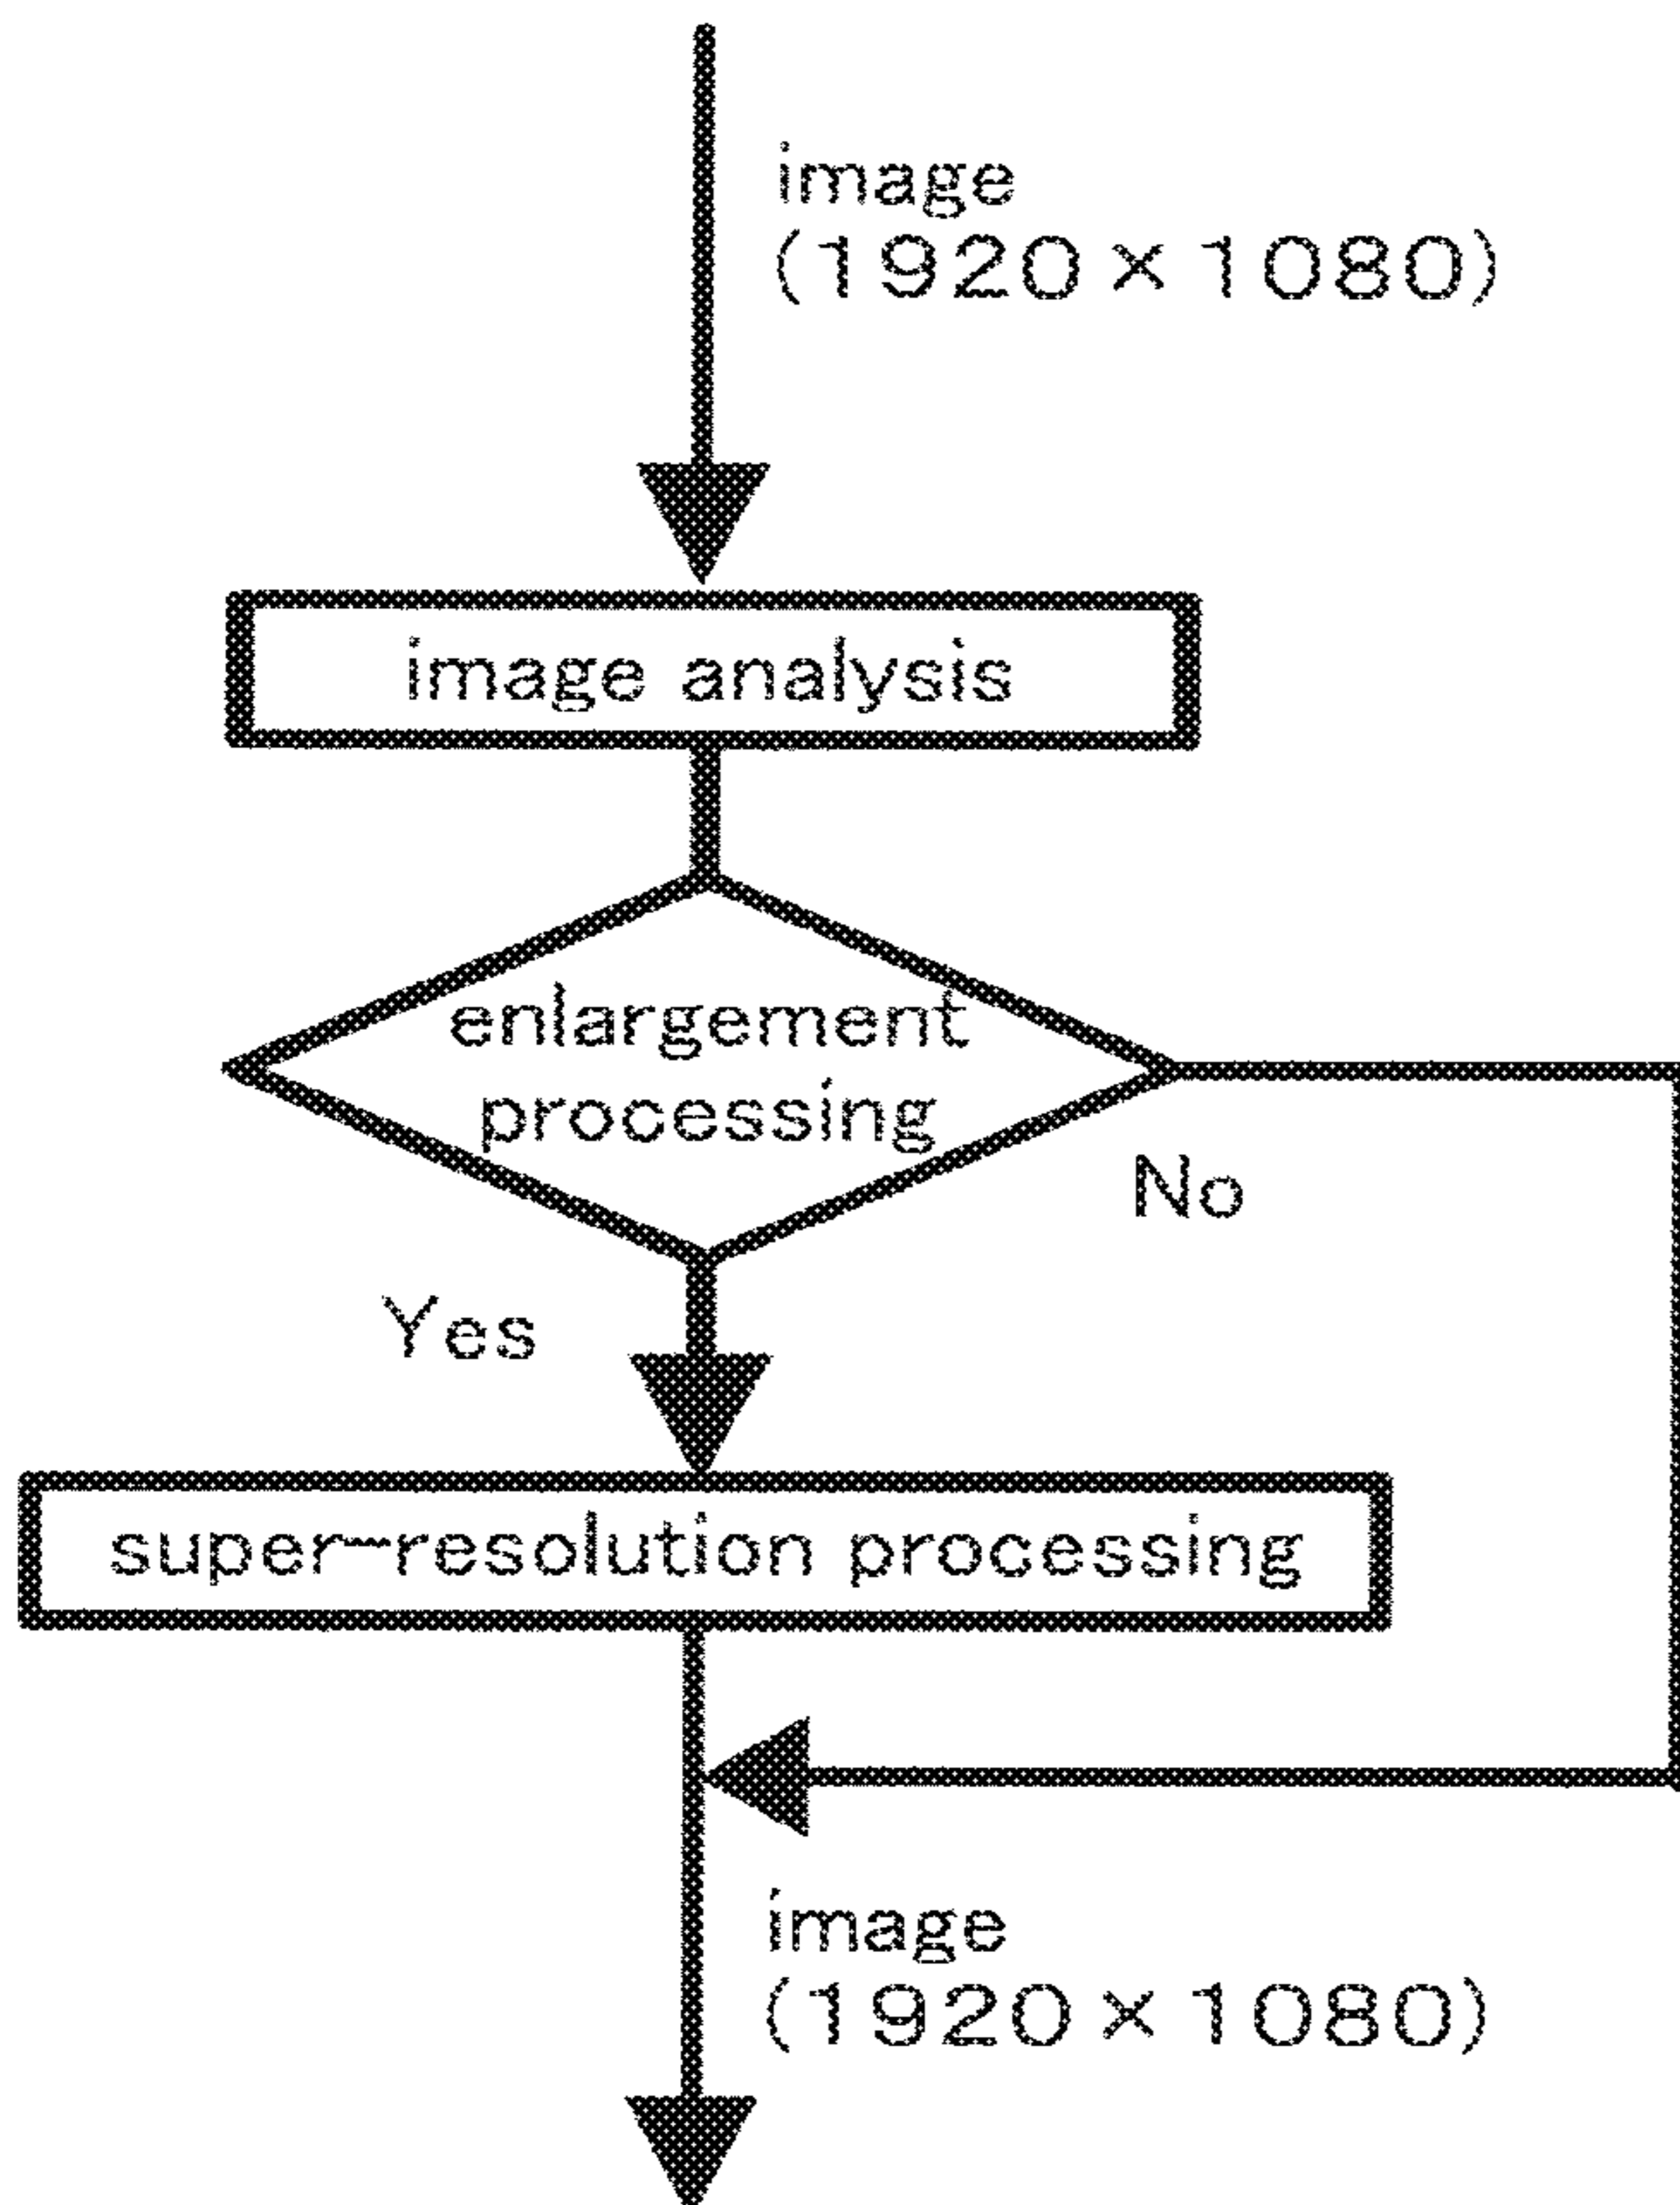 image
(1920×1080)
image analysis
enlargement
processing
No
Yes
super-resolution processing
image
(1920×1080)